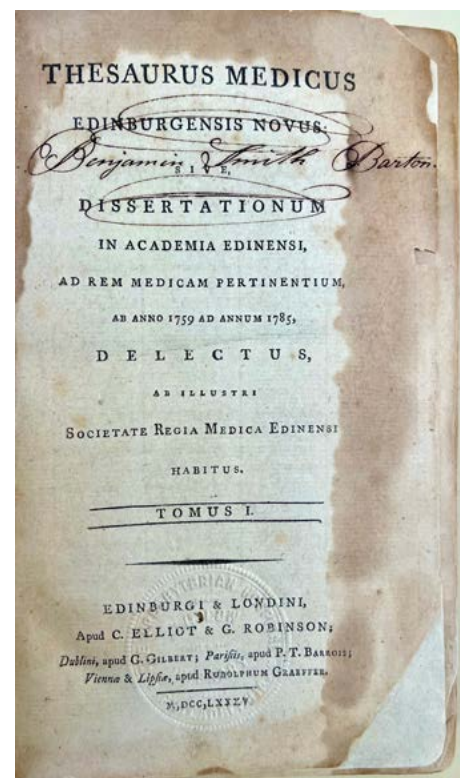 THESAURUS MEDICUS
EDINBURGENSIS NOVUS:
Benjamin Smith Barton.
SIVE,
DISSERTATIONUM
IN ACADEMIA EDINENSI,
AD REM MEDICAM PERTINENTIUM,
AB ANNO 1759 AD ANNUM 1785,
DELECTUS,
AB ILLUSTRI
SOCIETATE REGIA MEDICA EDINENSI
HABITUS.
TOMUS I.
EDINBURGI & LONDINI,
Apud C. ELLIOT & G. ROBINSON;
Dublini, apud G. GILBERT; Pariſiis, apud P. T. BARROIS;
Viennæ & Lipſiæ, apud RUDOLPHUM GRAEFFER.
M,DCC,LXXXV.